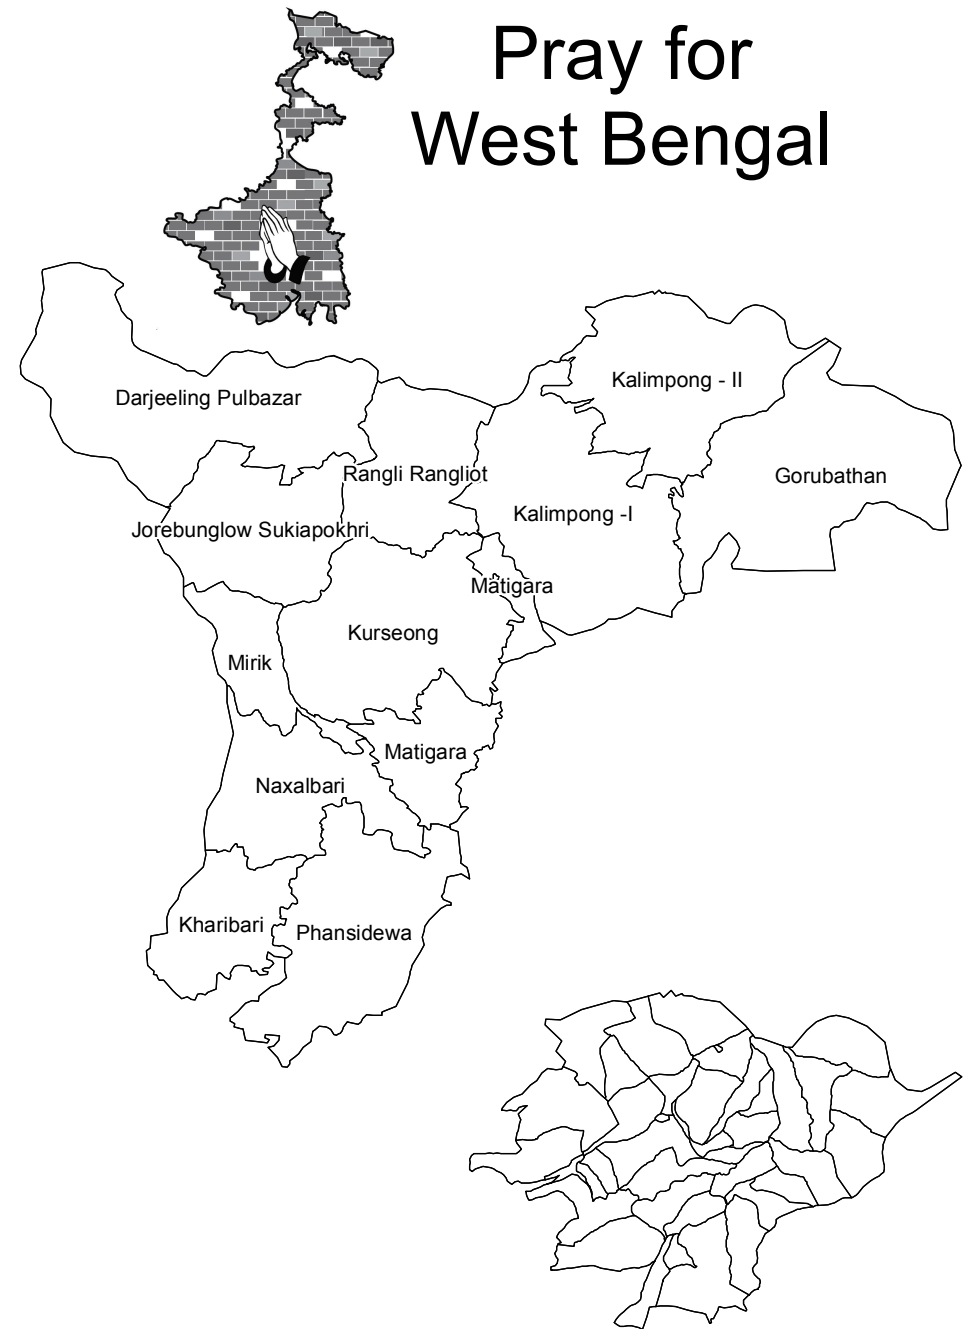 Pray for
West Bengal
Kalimpong - II
Darjeeling Pulbazar
Rangli Rangliot
Gorubathan
Kalimpong -I
Jorebunglow Sukiapokhri
Matigara
Kurseong
Mirik
Matigara
Naxalbari
Kharibari
Phansidewa